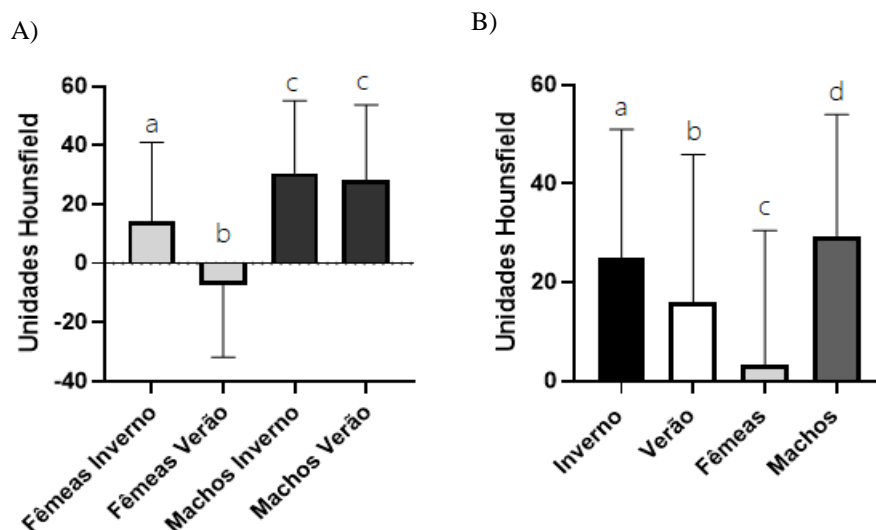 A)
Unidades Hounsfield
60
40
20
0
-20
-40
a
b
c
c
Fêmeas Inverno
Fêmeas Verão
Machos Inverno
Machos Verão
B)
Unidades Hounsfield
60
40
20
0
a
b
c
d
Inverno
Verão
Fêmeas
Machos